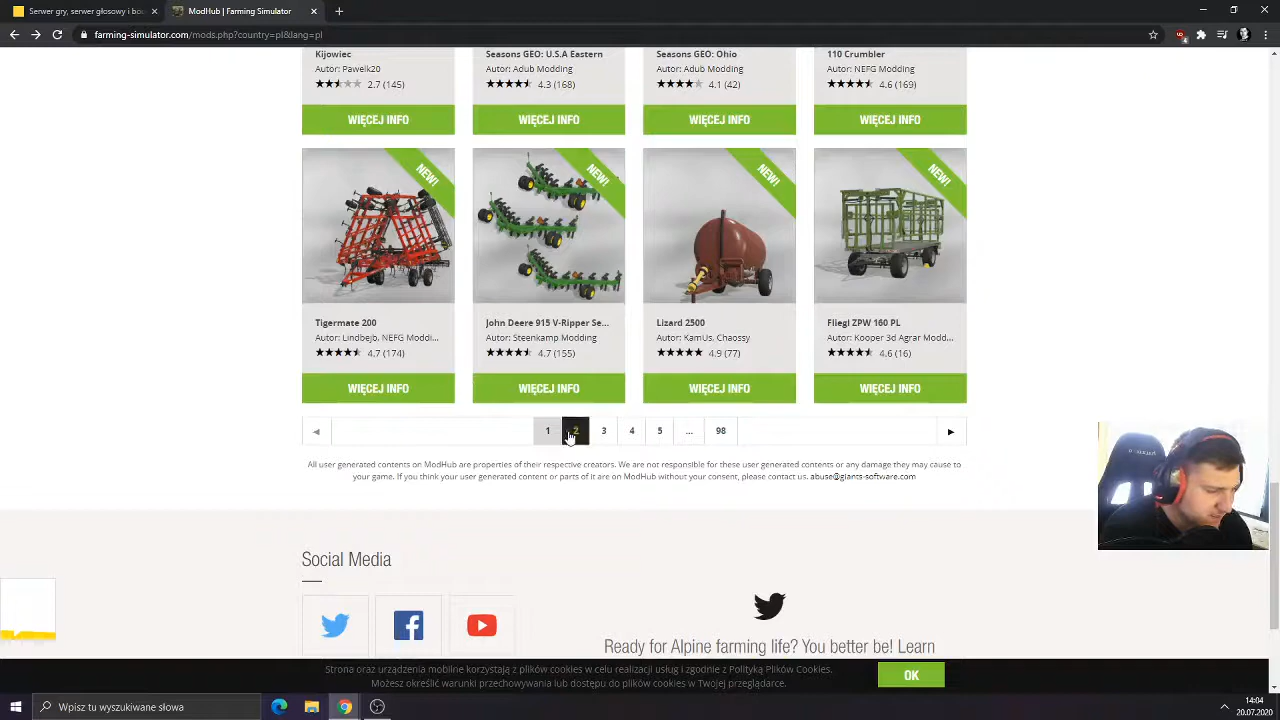 Serwer gry, serwer głosowy i bo
ModHub | Farming Simulator
farming-simulator.com/mods.php?country=pl&lang=pl
Kijowiec
Autor: Pawelk20
2.7 (145)
WIĘCEJ INFO
Seasons GEO: U.S.A Eastern
Autor: Adub Modding
4.3 (168)
WIĘCEJ INFO
Seasons GEO: Ohio
Autor: Adub Modding
4.1 (42)
WIĘCEJ INFO
110 Crumbler
Autor: NEFG Modding
4.6 (169)
WIĘCEJ INFO
NEW!
Tigermate 200
Autor: Lindbejb, NEFG Moddi...
4.7 (174)
WIĘCEJ INFO
NEW!
John Deere 915 V-Ripper Se...
Autor: Steenkamp Modding
4.7 (155)
WIĘCEJ INFO
NEW!
Lizard 2500
Autor: KamUs, Chaossy
4.9 (77)
WIĘCEJ INFO
NEW!
Fliegl ZPW 160 PL
Autor: Kooper 3d Agrar Modd...
4.6 (16)
WIĘCEJ INFO
1 2 3 4 5 ... 98
All user generated contents on ModHub are properties of their respective creators. We are not responsible for these user generated contents or any damage they may cause to
your game. If you think your user generated content or parts of it are on ModHub without your consent, please contact us. abuse@giants-software.com
Social Media
Ready for Alpine farming life? You better be! Learn
Strona oraz urządzenia mobilne korzystają z plików cookies w celu realizacji usług i zgodnie z Polityką Plików Cookies.
Możesz określić warunki przechowywania lub dostępu do plików cookies w Twojej przeglądarce.
OK
Wpisz tu wyszukiwane słowa
14:04
20.07.2020